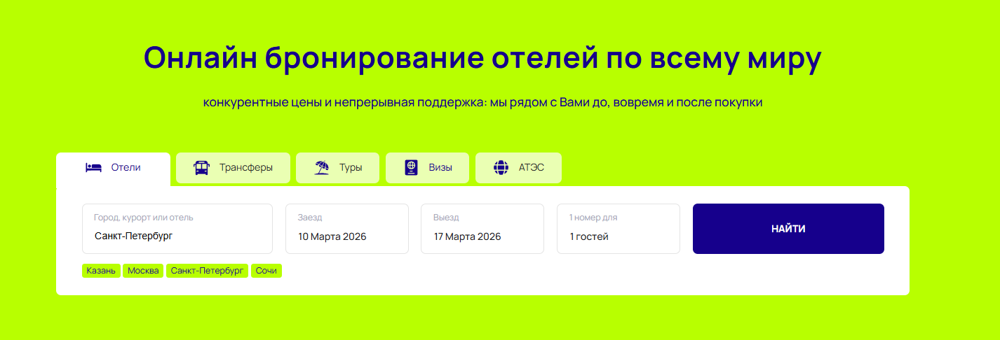 Онлайн бронирование отелей по всему миру
конкурентные цены и непрерывная поддержка: мы рядом с Вами до, вовремя и после покупки
Отели Трансферы Туры Визы АТЭС
Город, курорт или отель Заезд Выезд 1 номер для
Санкт-Петербург 10 Марта 2026 17 Марта 2026 1 гостей
НАЙТИ
Казань Москва Санкт-Петербург Сочи